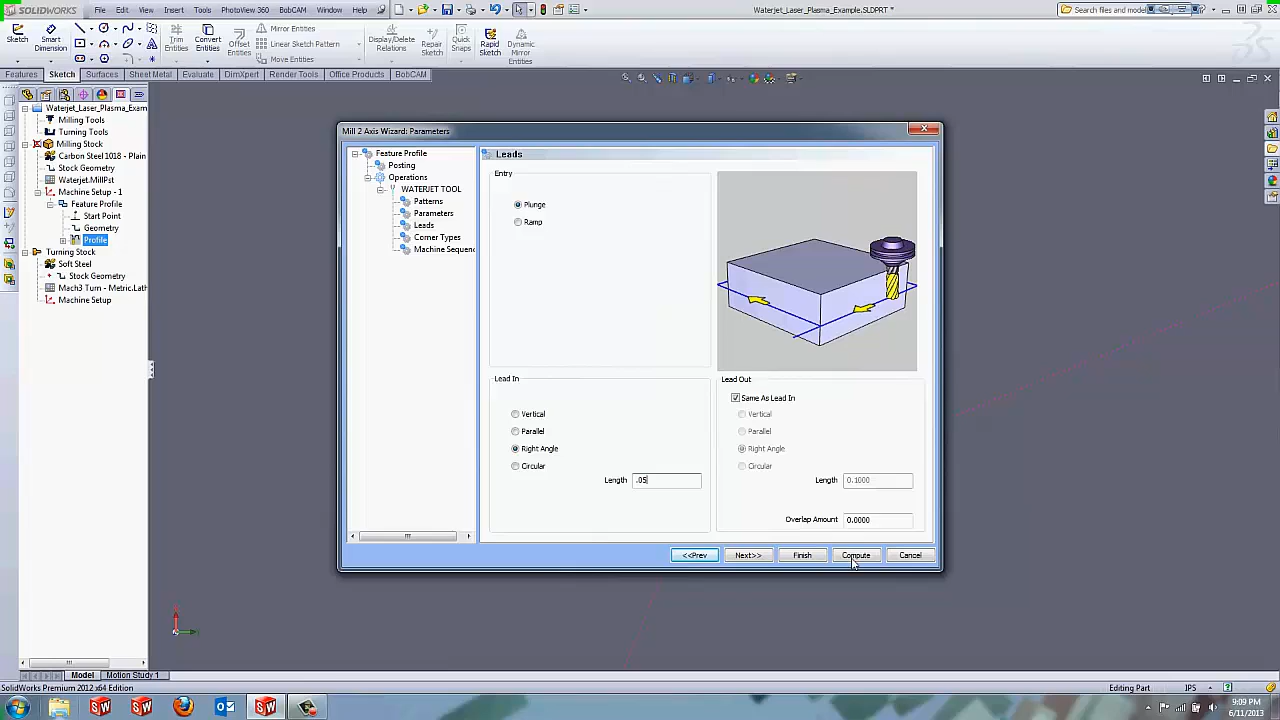 SOLIDWORKS File Edit View Insert Tools PhotoView 360 BobCAM Window Help Waterjet_Laser_Plasma_Example.SLDPRT * Search files and model
Sketch Smart Dimension Trim Entities Convert Entities Offset Entities Mirror Entities Linear Sketch Pattern Move Entities Display/Delete Relations Repair Sketch Quick Snaps Rapid Sketch Dynamic Mirror Entities
Features Sketch Surfaces Sheet Metal Evaluate DimXpert Render Tools Office Products BobCAM
Waterjet_Laser_Plasma_Exam
Milling Tools
Turning Tools
Milling Stock
Carbon Steel 1018 - Plain
Stock Geometry
Waterjet.MillPst
Machine Setup - 1
Feature Profile
Start Point
Geometry
Profile
Turning Stock
Soft Steel
Stock Geometry
Mach3 Turn - Metric.Lath
Machine Setup
Mill 2 Axis Wizard: Parameters
Feature Profile
Posting
Operations
WATERJET TOOL
Patterns
Parameters
Leads
Corner Types
Machine Sequenc
Leads
Entry
Plunge
Ramp
Lead In
Vertical
Parallel
Right Angle
Circular
Length .05
Lead Out
Same As Lead In
Vertical
Parallel
Right Angle
Circular
Length 0.1000
Overlap Amount 0.0000
<<Prev Next>> Finish Compute Cancel
Model Motion Study 1
SolidWorks Premium 2012 x64 Edition Editing Part IPS
9:09 PM
6/11/2013